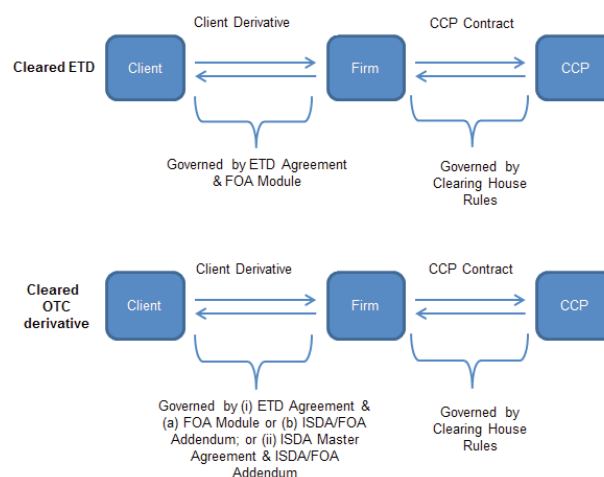 Client Derivative
CCP Contract
Cleared ETD
Client
Firm
CCP
Governed by ETD Agreement
& FOA Module
Governed by
Clearing House
Rules
Client Derivative
CCP Contract
Cleared
OTC
derivative
Client
Firm
CCP
Governed by (i) ETD Agreement &
(a) FOA Module or (b) ISDA/FOA
Addendum; or (ii) ISDA Master
Agreement & ISDA/FOA
Addendum
Governed by
Clearing House
Rules